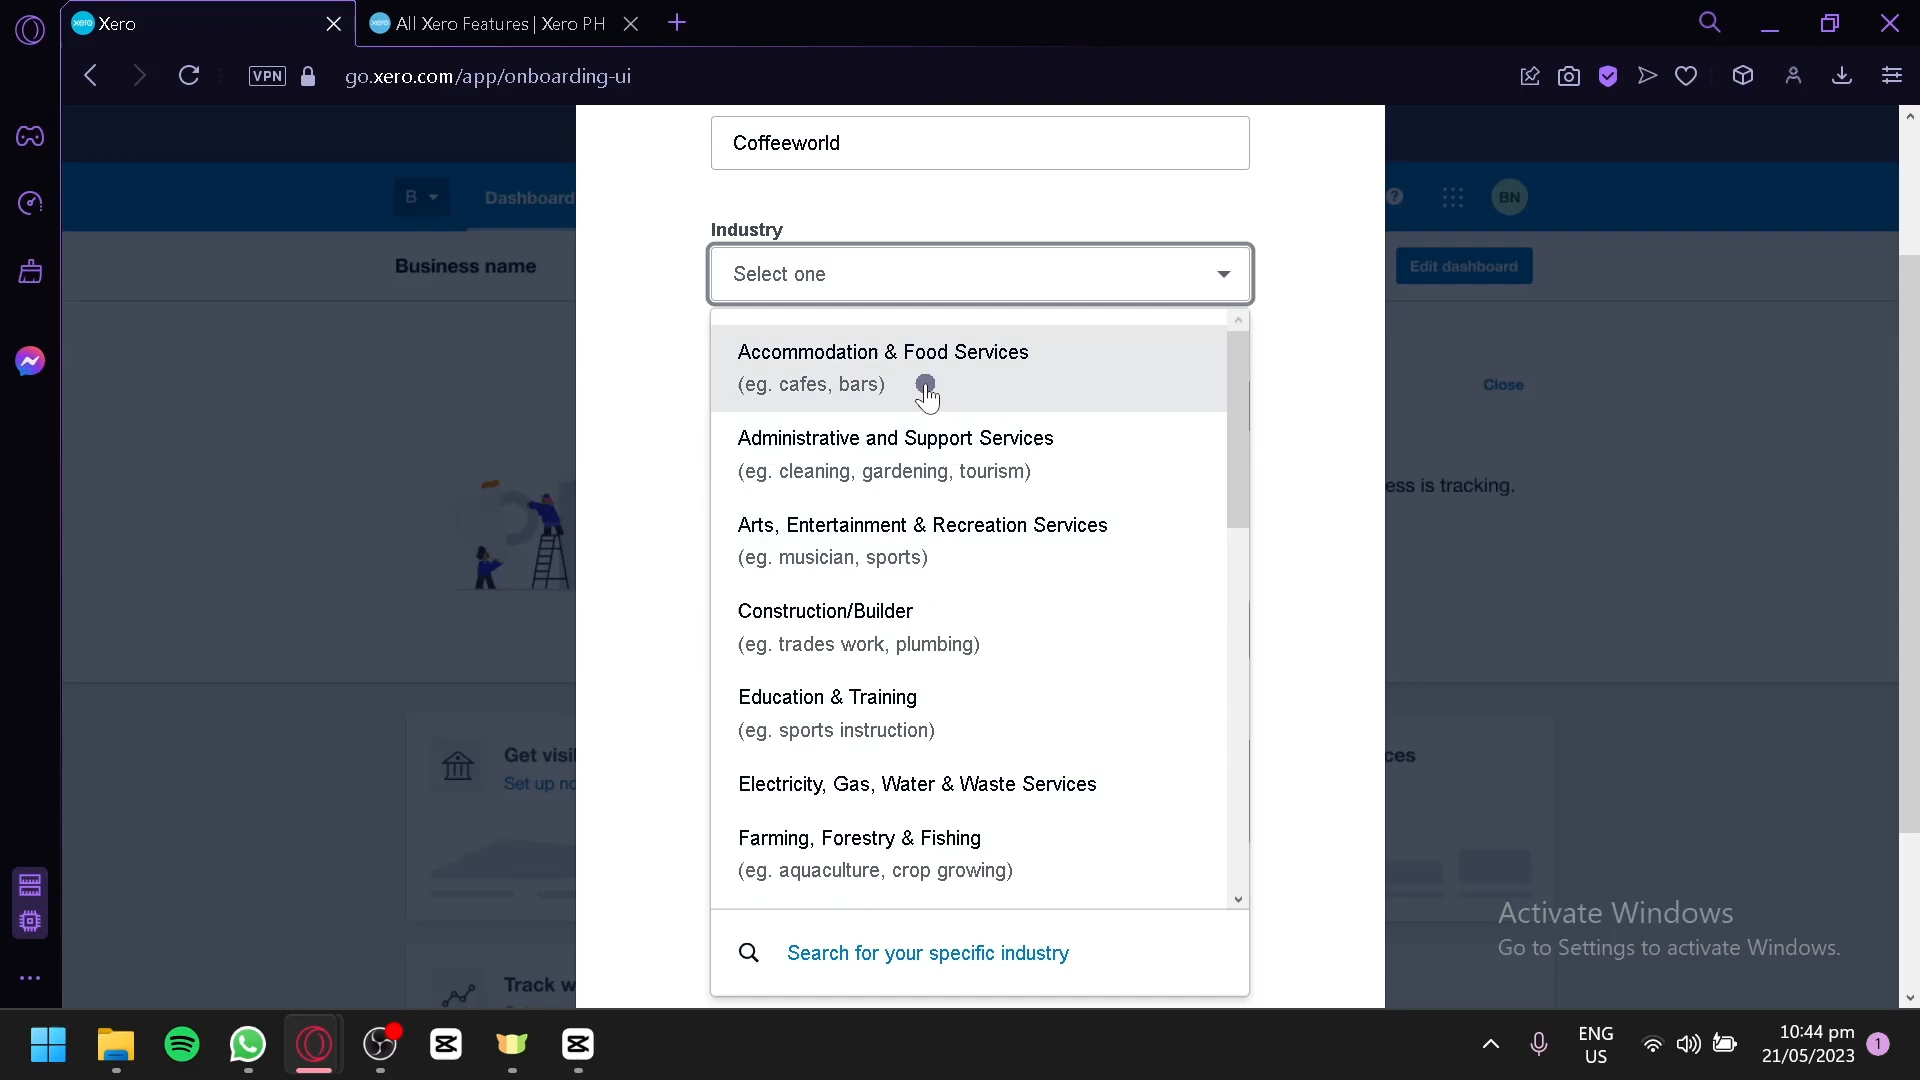 Xero
All Xero Features | Xero PH
VPN
go.xero.com/app/onboarding-ui
Coffeeworld
B
Dashboard
BN
Industry
Business name
Edit dashboard
Select one
Accommodation & Food Services
(eg. cafes, bars)
Close
Administrative and Support Services
(eg. cleaning, gardening, tourism)
ess is tracking.
Arts, Entertainment & Recreation Services
(eg. musician, sports)
Construction/Builder
(eg. trades work, plumbing)
Education & Training
(eg. sports instruction)
Get visi
ces
Set up no
Electricity, Gas, Water & Waste Services
Farming, Forestry & Fishing
(eg. aquaculture, crop growing)
Activate Windows
Go to Settings to activate Windows.
Search for your specific industry
Track w
ENG
US
10:44 pm
21/05/2023
1